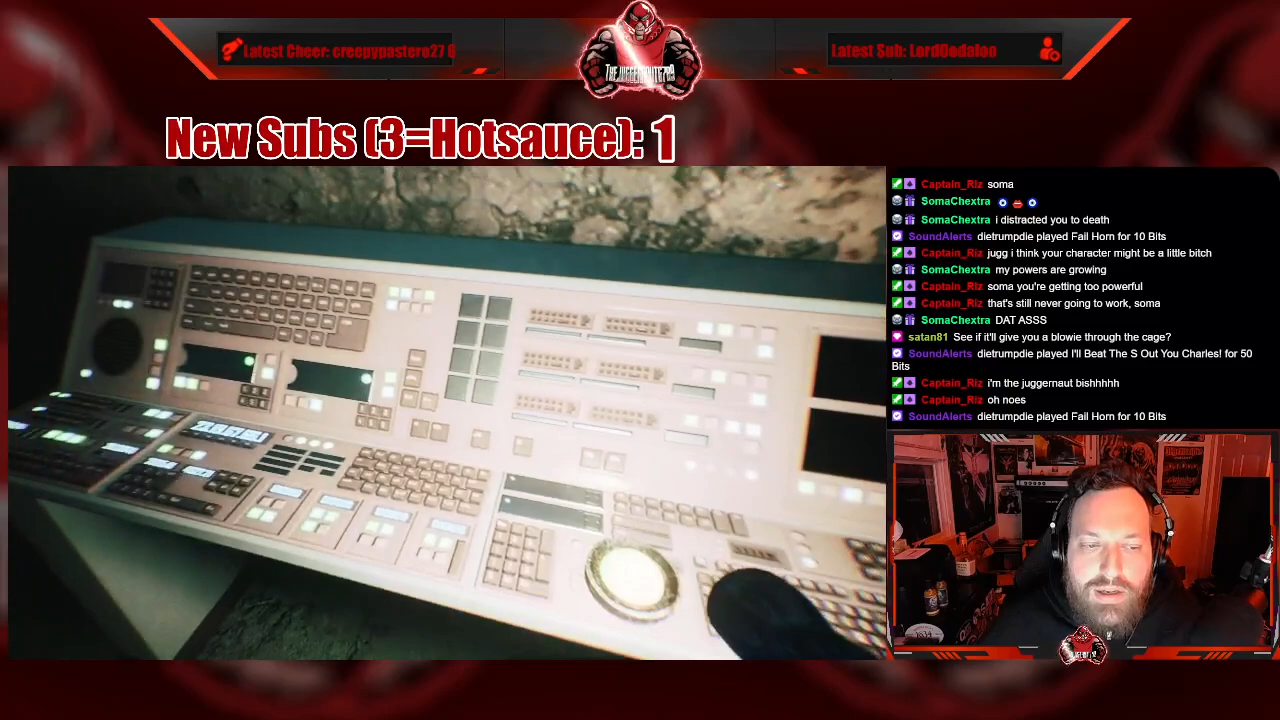 Latest Cheer: creepypastero27 6
THEJUGGERNAUT6789
Latest Sub: LordOodaloo
New Subs (3=Hotsauce): 1
Captain_Riz soma
SomaChextra
SomaChextra i distracted you to death
SoundAlerts dietrumpdie played Fail Horn for 10 Bits
Captain_Riz jugg i think your character might be a little bitch
SomaChextra my powers are growing
Captain_Riz soma you're getting too powerful
Captain_Riz that's still never going to work, soma
SomaChextra DAT ASSS
satan81 See if it'll give you a blowie through the cage?
SoundAlerts dietrumpdie played I'll Beat The S Out You Charles! for 50
Bits
Captain_Riz i'm the juggernaut bishhhhh
Captain_Riz oh noes
SoundAlerts dietrumpdie played Fail Horn for 10 Bits